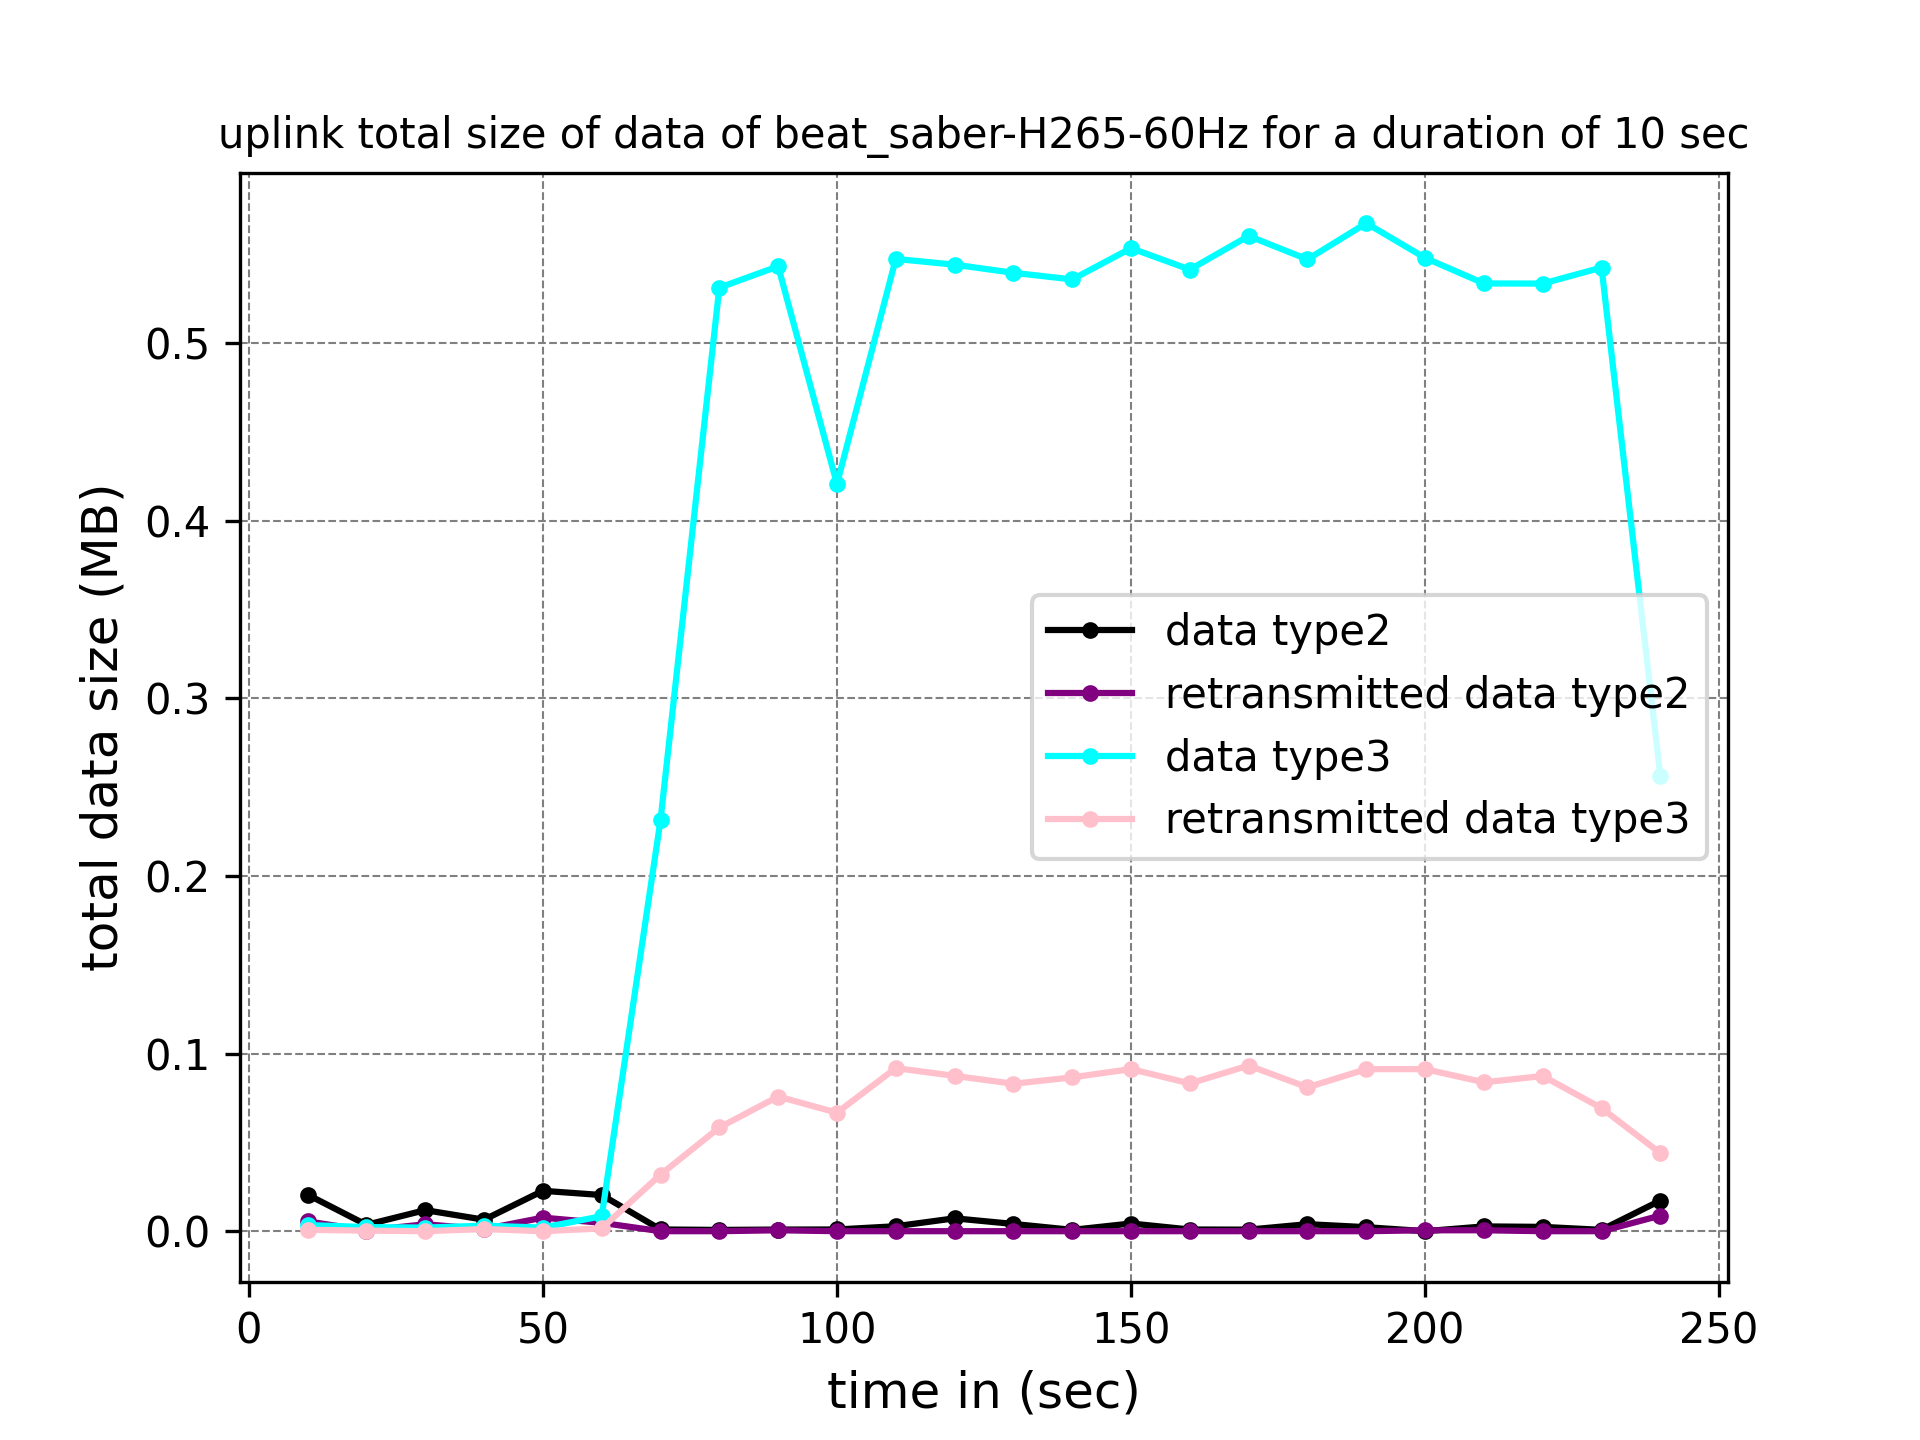 uplink total size of data of beat_saber-H265-60Hz for a duration of 10 sec
total data size (MB)
0.5
0.4
0.3
0.2
0.1
0.0
data type2
retransmitted data type2
data type3
retransmitted data type3
0 50 100 150 200 250
time in (sec)